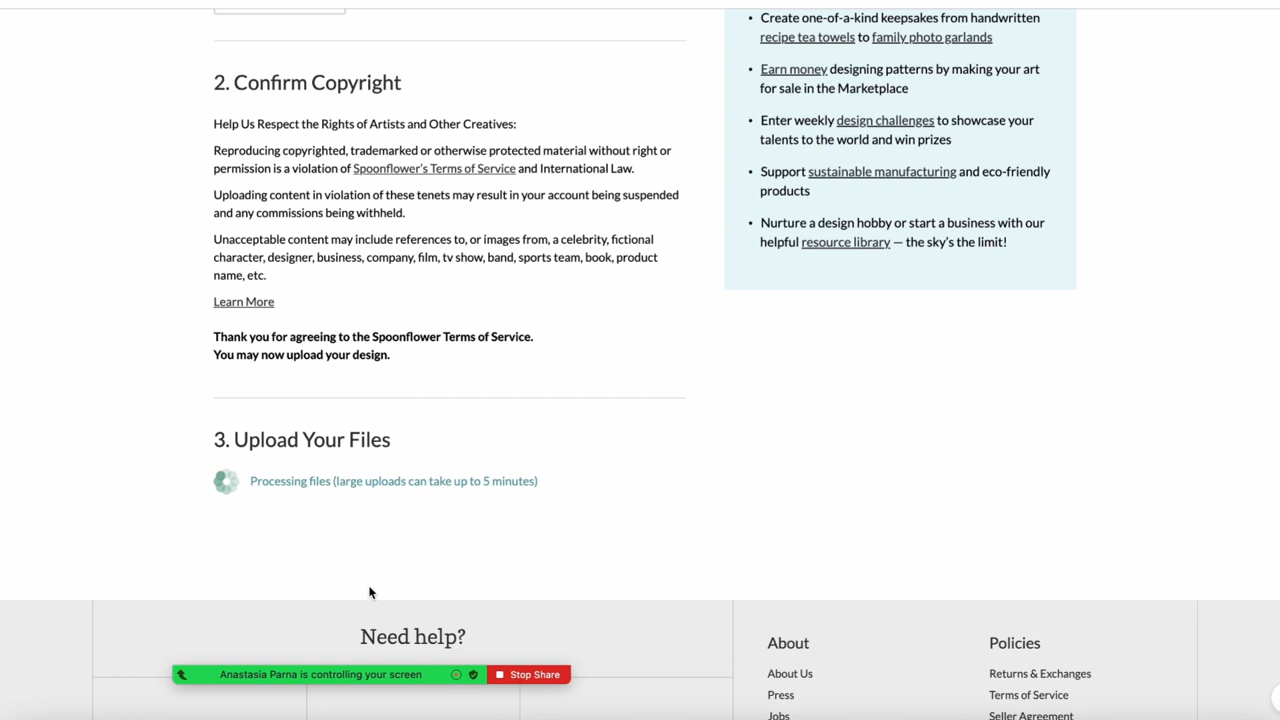 2. Confirm Copyright
Help Us Respect the Rights of Artists and Other Creatives:
Reproducing copyrighted, trademarked or otherwise protected material without right or
permission is a violation of Spoonflower's Terms of Service and International Law.
Uploading content in violation of these tenets may result in your account being suspended
and any commissions being withheld.
Unacceptable content may include references to, or images from, a celebrity, fictional
character, designer, business, company, film, tv show, band, sports team, book, product
name, etc.
Learn More
Thank you for agreeing to the Spoonflower Terms of Service.
You may now upload your design.
3. Upload Your Files
Processing files (large uploads can take up to 5 minutes)
• Create one-of-a-kind keepsakes from handwritten
recipe tea towels to family photo garlands
• Earn money designing patterns by making your art
for sale in the Marketplace
• Enter weekly design challenges to showcase your
talents to the world and win prizes
• Support sustainable manufacturing and eco-friendly
products
• Nurture a design hobby or start a business with our
helpful resource library — the sky's the limit!
Need help?
Anastasia Parna is controlling your screen
Stop Share
About
About Us
Press
Jobs
Policies
Returns & Exchanges
Terms of Service
Seller Agreement